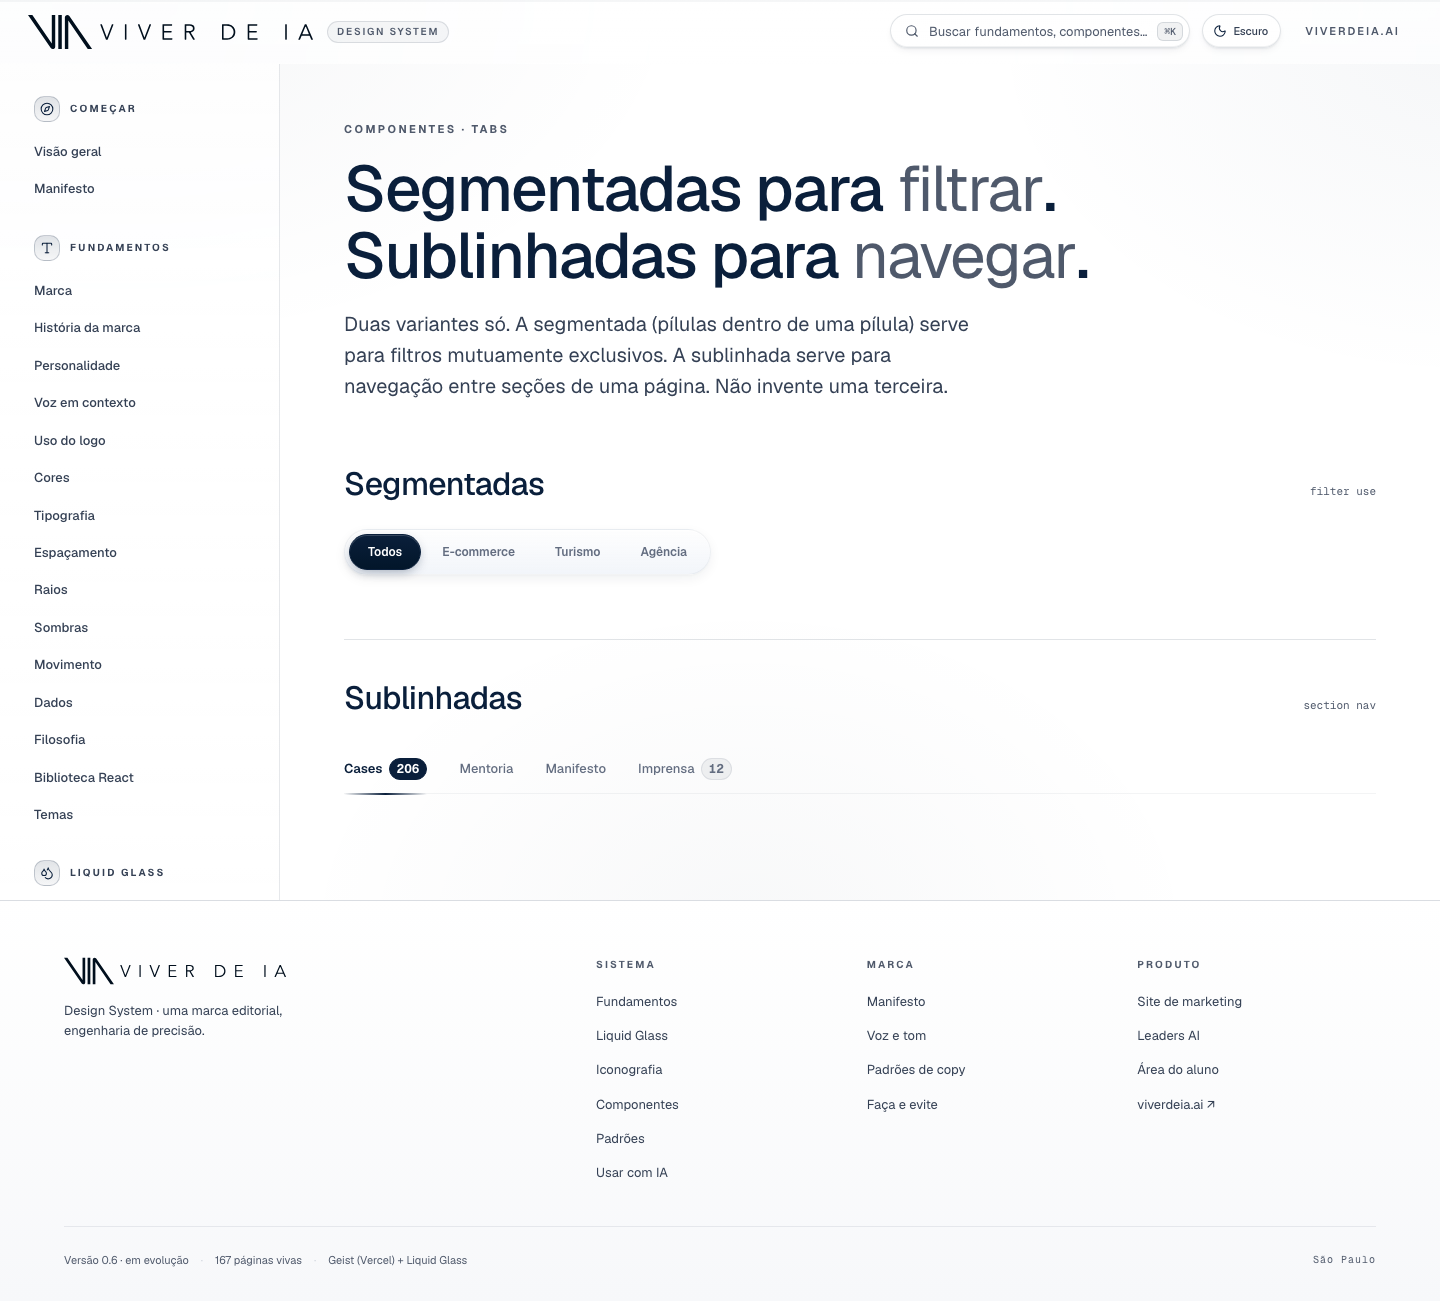 VIVER DE IA DESIGN SYSTEM
Buscar fundamentos, componentes... ⌘K
Escuro
VIVERDEIA.AI
COMEÇAR
Visão geral
Manifesto
FUNDAMENTOS
Marca
História da marca
Personalidade
Voz em contexto
Uso do logo
Cores
Tipografia
Espaçamento
Raios
Sombras
Movimento
Dados
Filosofia
Biblioteca React
Temas
LIQUID GLASS
COMPONENTES · TABS
Segmentadas para filtrar.
Sublinhadas para navegar.
Duas variantes só. A segmentada (pílulas dentro de uma pílula) serve
para filtros mutuamente exclusivos. A sublinhada serve para
navegação entre seções de uma página. Não invente uma terceira.
Segmentadas
filter use
Todos E-commerce Turismo Agência
Sublinhadas
section nav
Cases 206 Mentoria Manifesto Imprensa 12
VIVER DE IA
Design System · uma marca editorial,
engenharia de precisão.
SISTEMA
Fundamentos
Liquid Glass
Iconografia
Componentes
Padrões
Usar com IA
MARCA
Manifesto
Voz e tom
Padrões de copy
Faça e evite
PRODUTO
Site de marketing
Leaders AI
Área do aluno
viverdeia.ai ↗
Versão 0.6 · em evolução · 167 páginas vivas · Geist (Vercel) + Liquid Glass
São Paulo